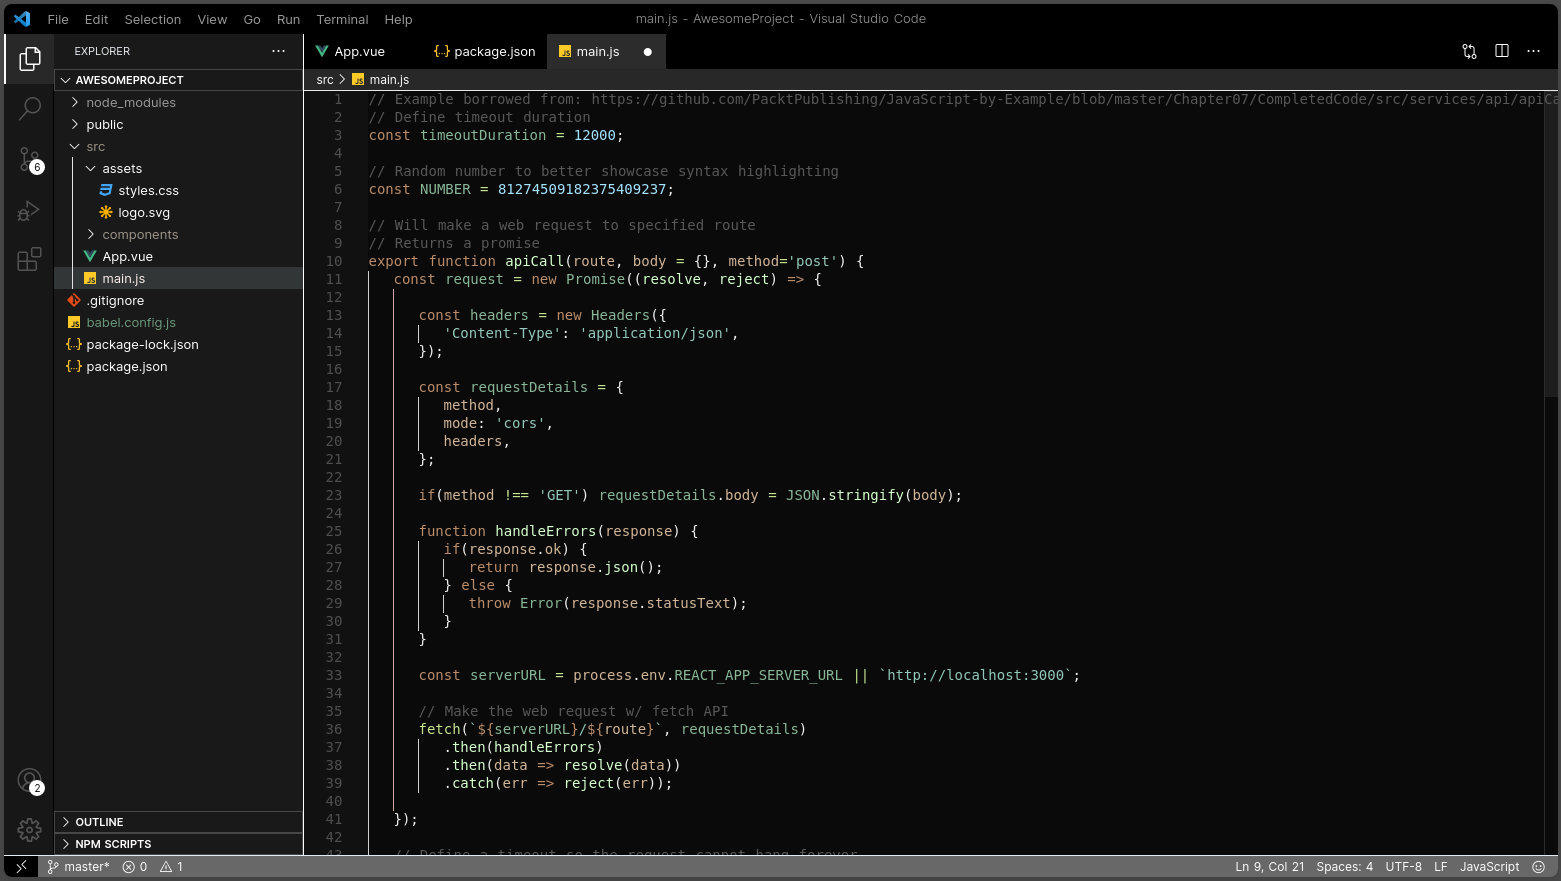 File Edit Selection View Go Run Terminal Help
main.js - AwesomeProject - Visual Studio Code
EXPLORER
AWESOMEPROJECT
node_modules
public
src
assets
styles.css
logo.svg
components
App.vue
main.js
.gitignore
babel.config.js
package-lock.json
package.json
OUTLINE
NPM SCRIPTS
6
2
App.vue
{..} package.json
JS main.js
src > JS main.js
1 // Example borrowed from: https://github.com/PacktPublishing/JavaScript-by-Example/blob/master/Chapter07/CompletedCode/src/services/api/apiCa
2 // Define timeout duration
3 const timeoutDuration = 12000;
4
5 // Random number to better showcase syntax highlighting
6 const NUMBER = 81274509182375409237;
7
8 // Will make a web request to specified route
9 // Returns a promise
10 export function apiCall(route, body = {}, method='post') {
11 const request = new Promise((resolve, reject) => {
12
13 const headers = new Headers({
14 'Content-Type': 'application/json',
15 });
16
17 const requestDetails = {
18 method,
19 mode: 'cors',
20 headers,
21 };
22
23 if(method !== 'GET') requestDetails.body = JSON.stringify(body);
24
25 function handleErrors(response) {
26 if(response.ok) {
27 return response.json();
28 } else {
29 throw Error(response.statusText);
30 }
31 }
32
33 const serverURL = process.env.REACT_APP_SERVER_URL || `http://localhost:3000`;
34
35 // Make the web request w/ fetch API
36 fetch(`${serverURL}/${route}`, requestDetails)
37 .then(handleErrors)
38 .then(data => resolve(data))
39 .catch(err => reject(err));
40
41 });
42
43 // Define a timeout so the request cannot hang forever
master* 0 1
Ln 9, Col 21 Spaces: 4 UTF-8 LF JavaScript